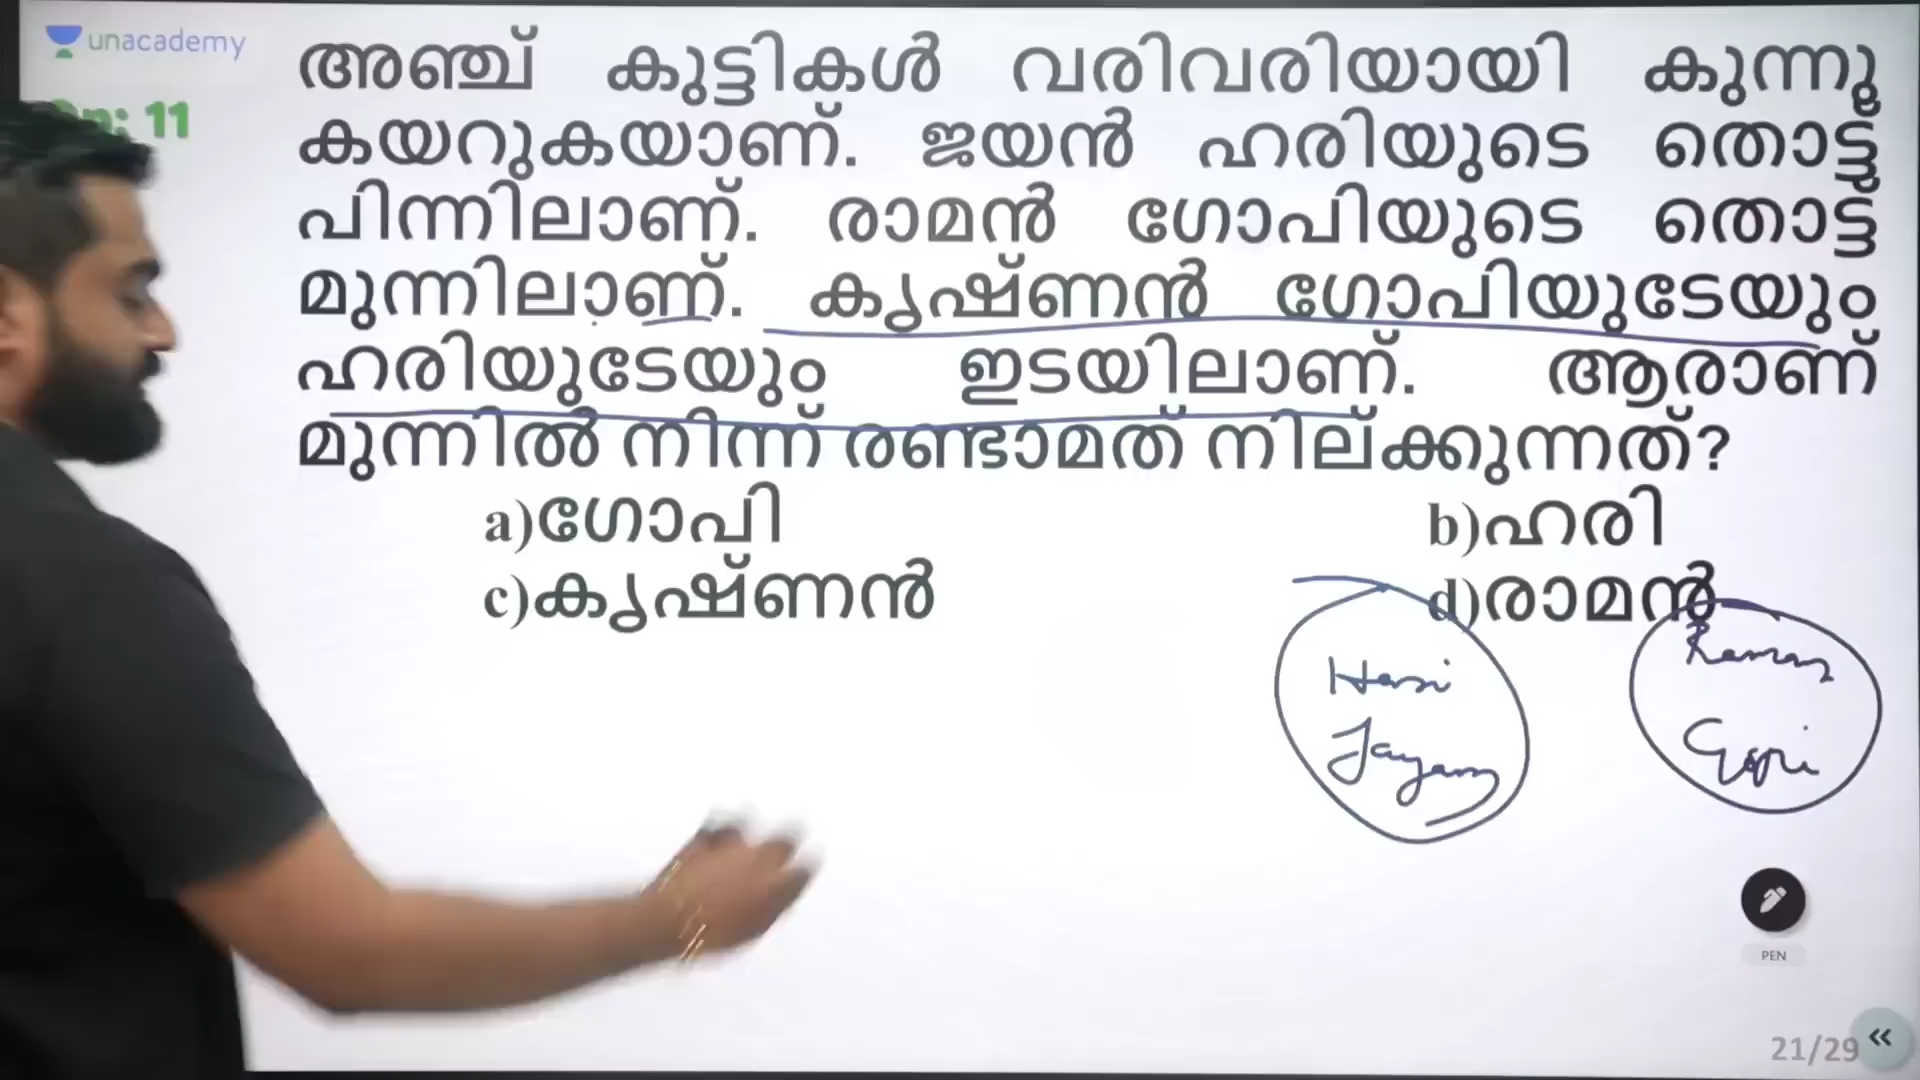 unacademy
: 11
അഞ്ച് കുട്ടികൾ വരിവരിയായി കുന്നു
കയറുകയാണ്. ജയൻ ഹരിയുടെ തൊട്ടു
പിന്നിലാണ്. രാമൻ ഗോപിയുടെ തൊട്ടു
മുന്നിലാണ്. കൃഷ്ണൻ ഗോപിയുടേയും
ഹരിയുടേയും ഇടയിലാണ്. ആരാണ്
മുന്നിൽ നിന്ന് രണ്ടാമത് നില്ക്കുന്നത്?
a)ഗോപി b)ഹരി
c)കൃഷ്ണൻ d)രാമൻ
Hari Raman
Jayan Gopi
PEN
21/29 «